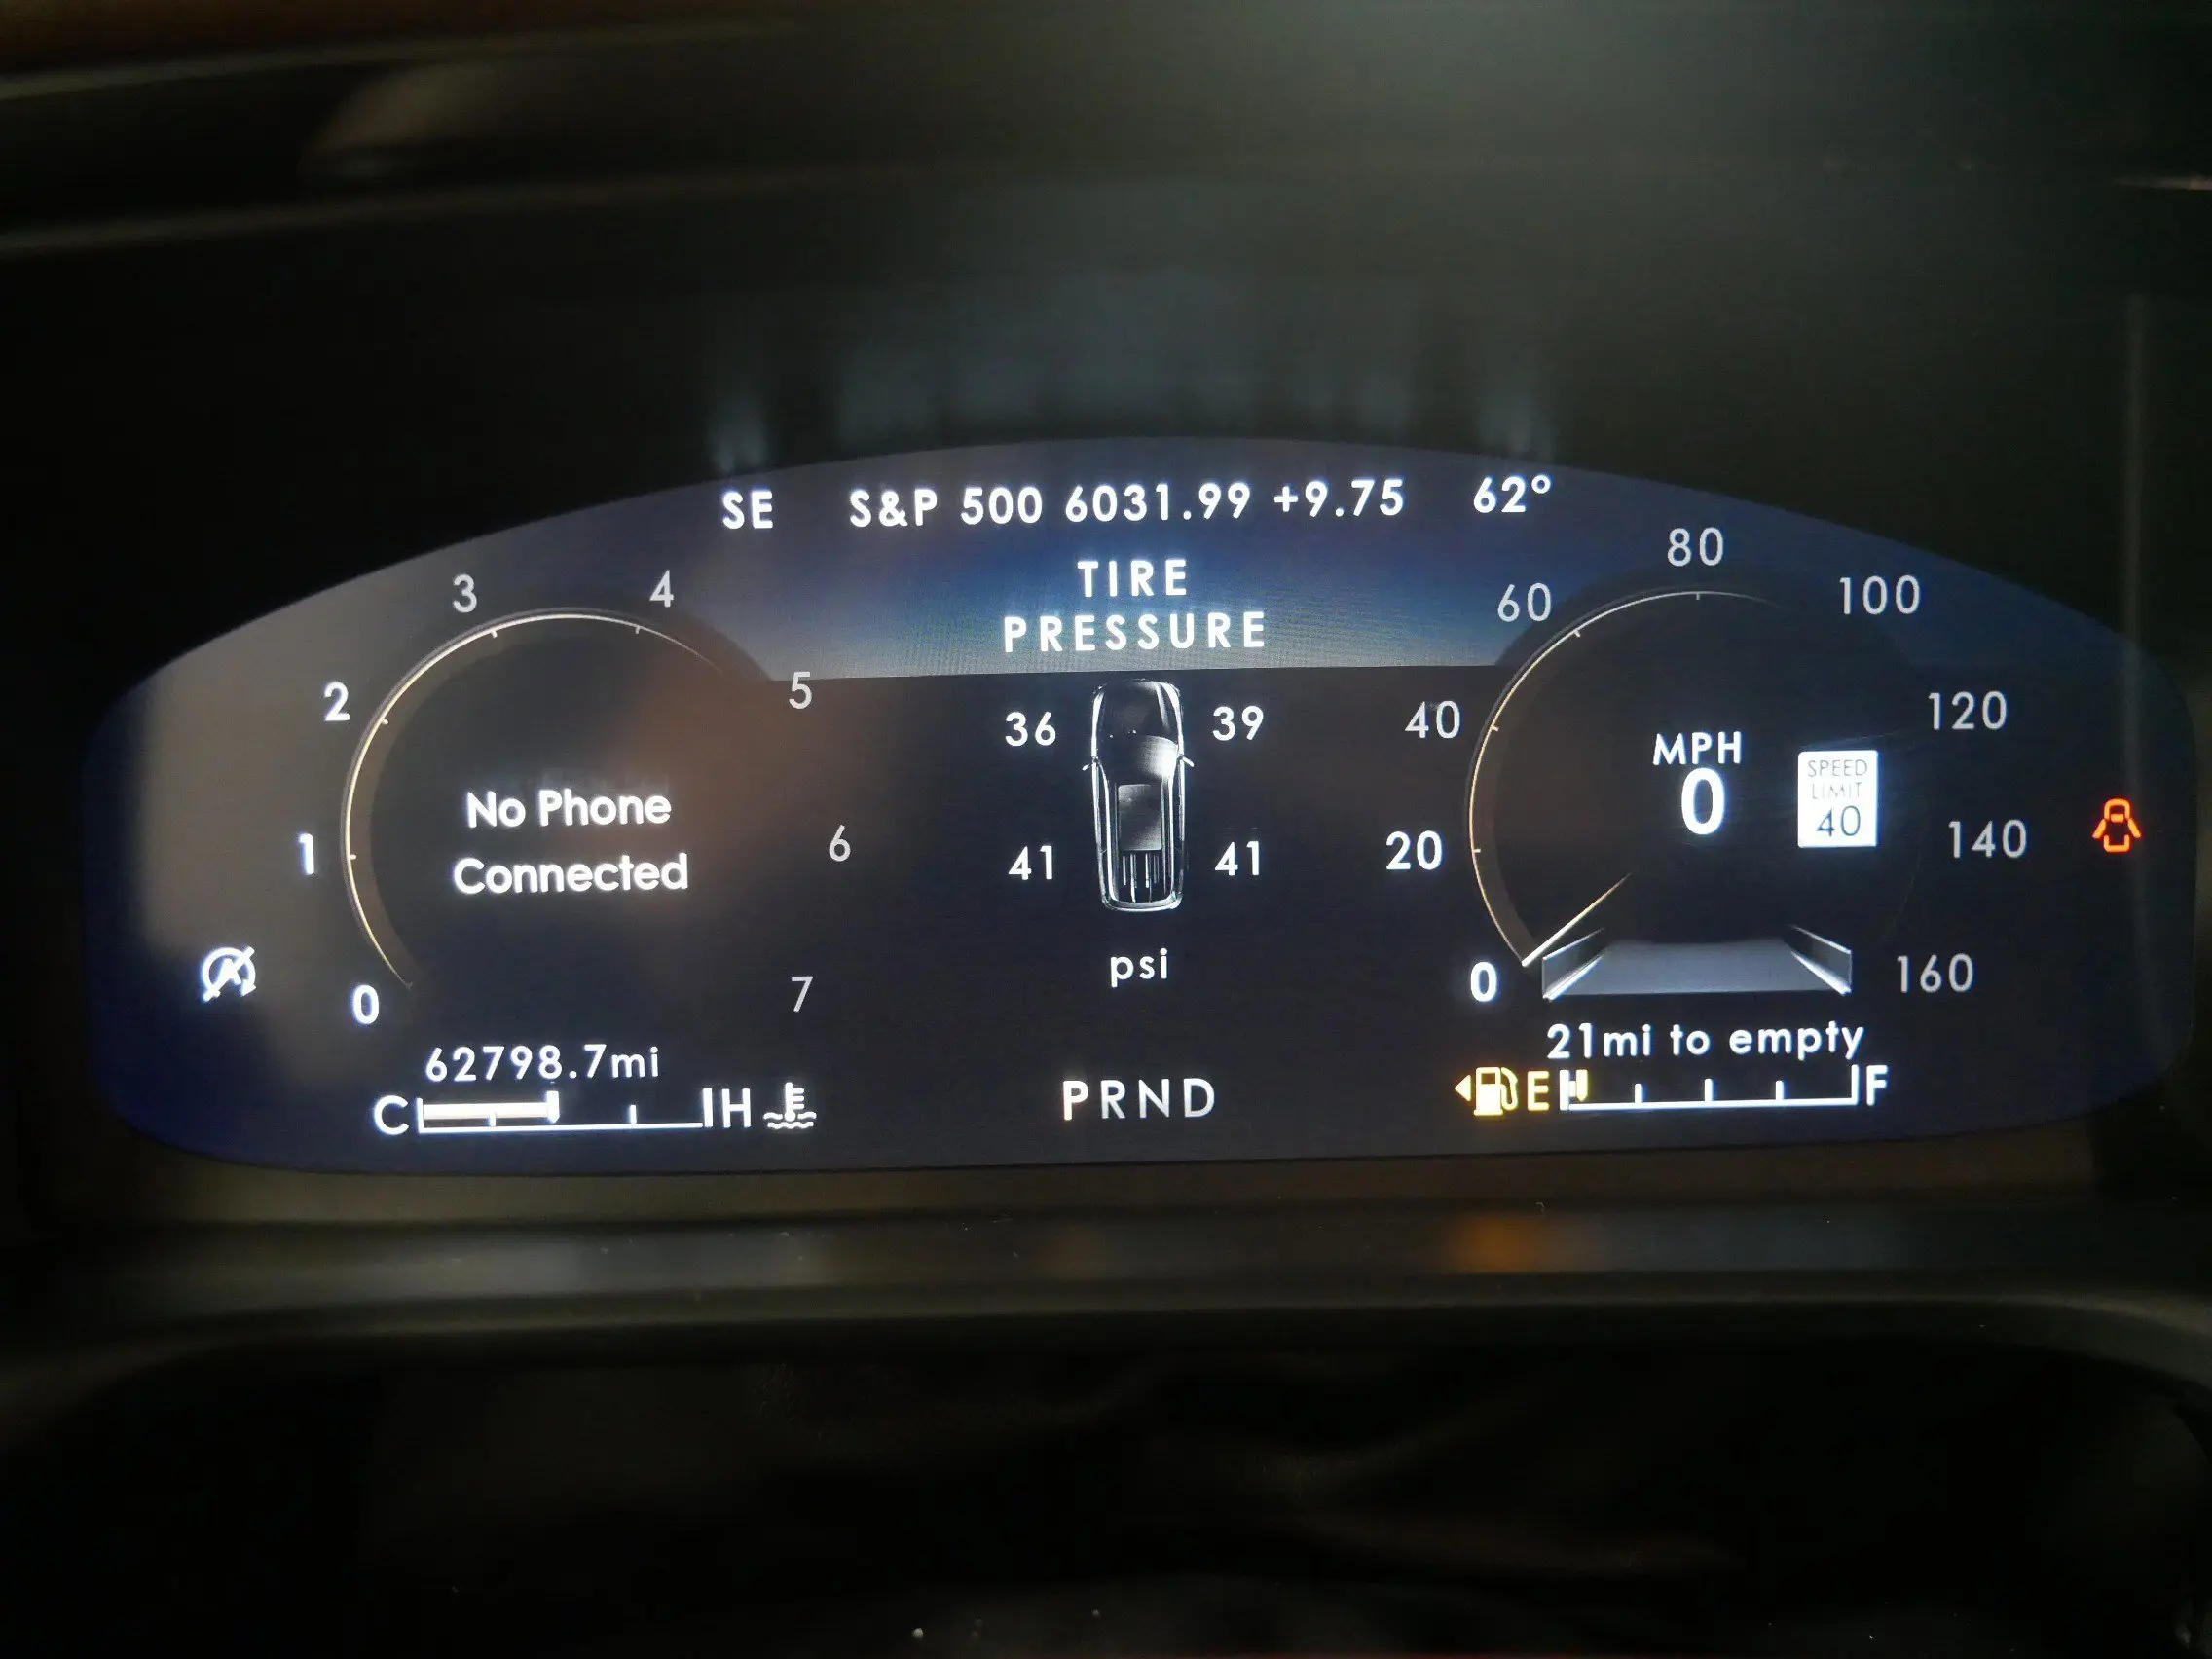 SE S&P 500 6031.99 +9.75 62°
TIRE
PRESSURE
36 39
41 41
psi
0 1 2 3 4 5 6 7
No Phone
Connected
62798.7mi
C H
PRND
0 20 40 60 80 100 120 140 160
MPH
0
SPEED
LIMIT
40
21mi to empty
E F